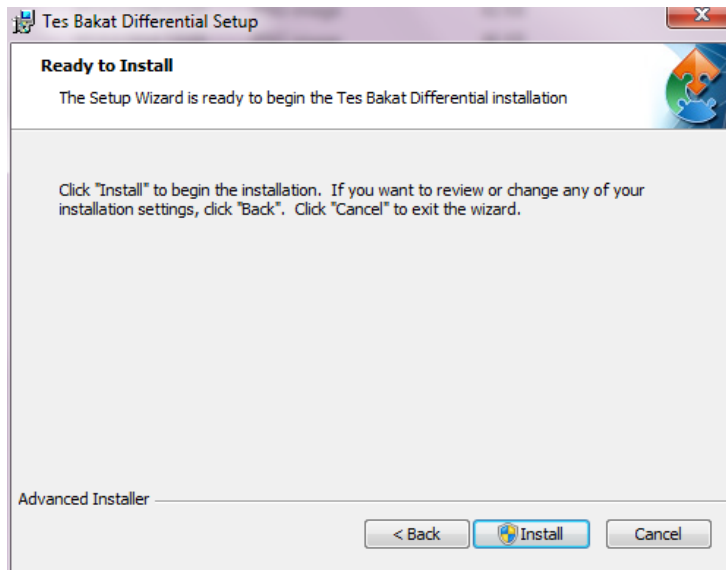 Tes Bakat Differential Setup
Ready to Install
The Setup Wizard is ready to begin the Tes Bakat Differential installation
Click "Install" to begin the installation. If you want to review or change any of your
installation settings, click "Back". Click "Cancel" to exit the wizard.
Advanced Installer
< Back
Install
Cancel